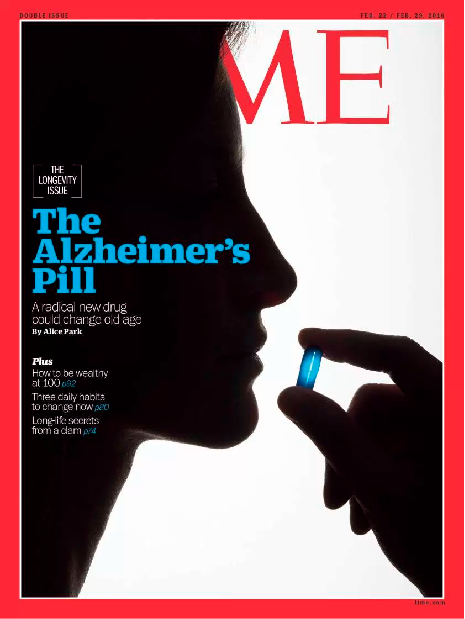 DOUBLE ISSUE
FEB. 22 / FEB. 29, 2016
ME
THE
LONGEVITY
ISSUE
The
Alzheimer's
Pill
A radical new drug
could change old age
By Alice Park
Plus
How to be wealthy
at 100 p92
Three daily habits
to change now p80
Long-life secrets
from a clam p74
time.com